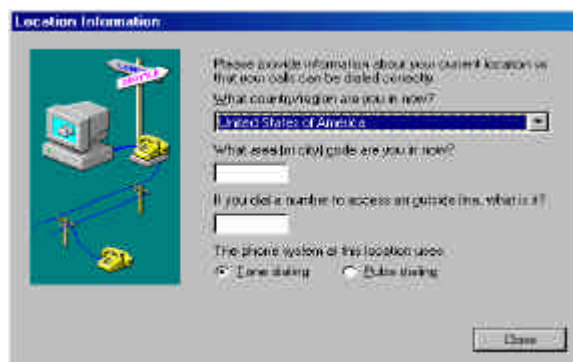 Location Information
Please provide information about your current location so
that your calls can be dialed correctly.
What country/region are you in now?
United States of America
What area (or city) code are you in now?
If you dial a number to access an outside line, what is it?
The phone system at this location uses:
Tone dialing
Pulse dialing
Close